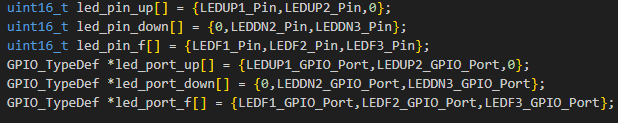 uint16_t led_pin_up[] = {LEDUP1_Pin,LEDUP2_Pin,0};
uint16_t led_pin_down[] = {0,LEDDN2_Pin,LEDDN3_Pin};
uint16_t led_pin_f[] = {LEDF1_Pin,LEDF2_Pin,LEDF3_Pin};
GPIO_TypeDef *led_port_up[] = {LEDUP1_GPIO_Port,LEDUP2_GPIO_Port,0};
GPIO_TypeDef *led_port_down[] = {0,LEDDN2_GPIO_Port,LEDDN3_GPIO_Port};
GPIO_TypeDef *led_port_f[] = {LEDF1_GPIO_Port,LEDF2_GPIO_Port,LEDF3_GPIO_Port};